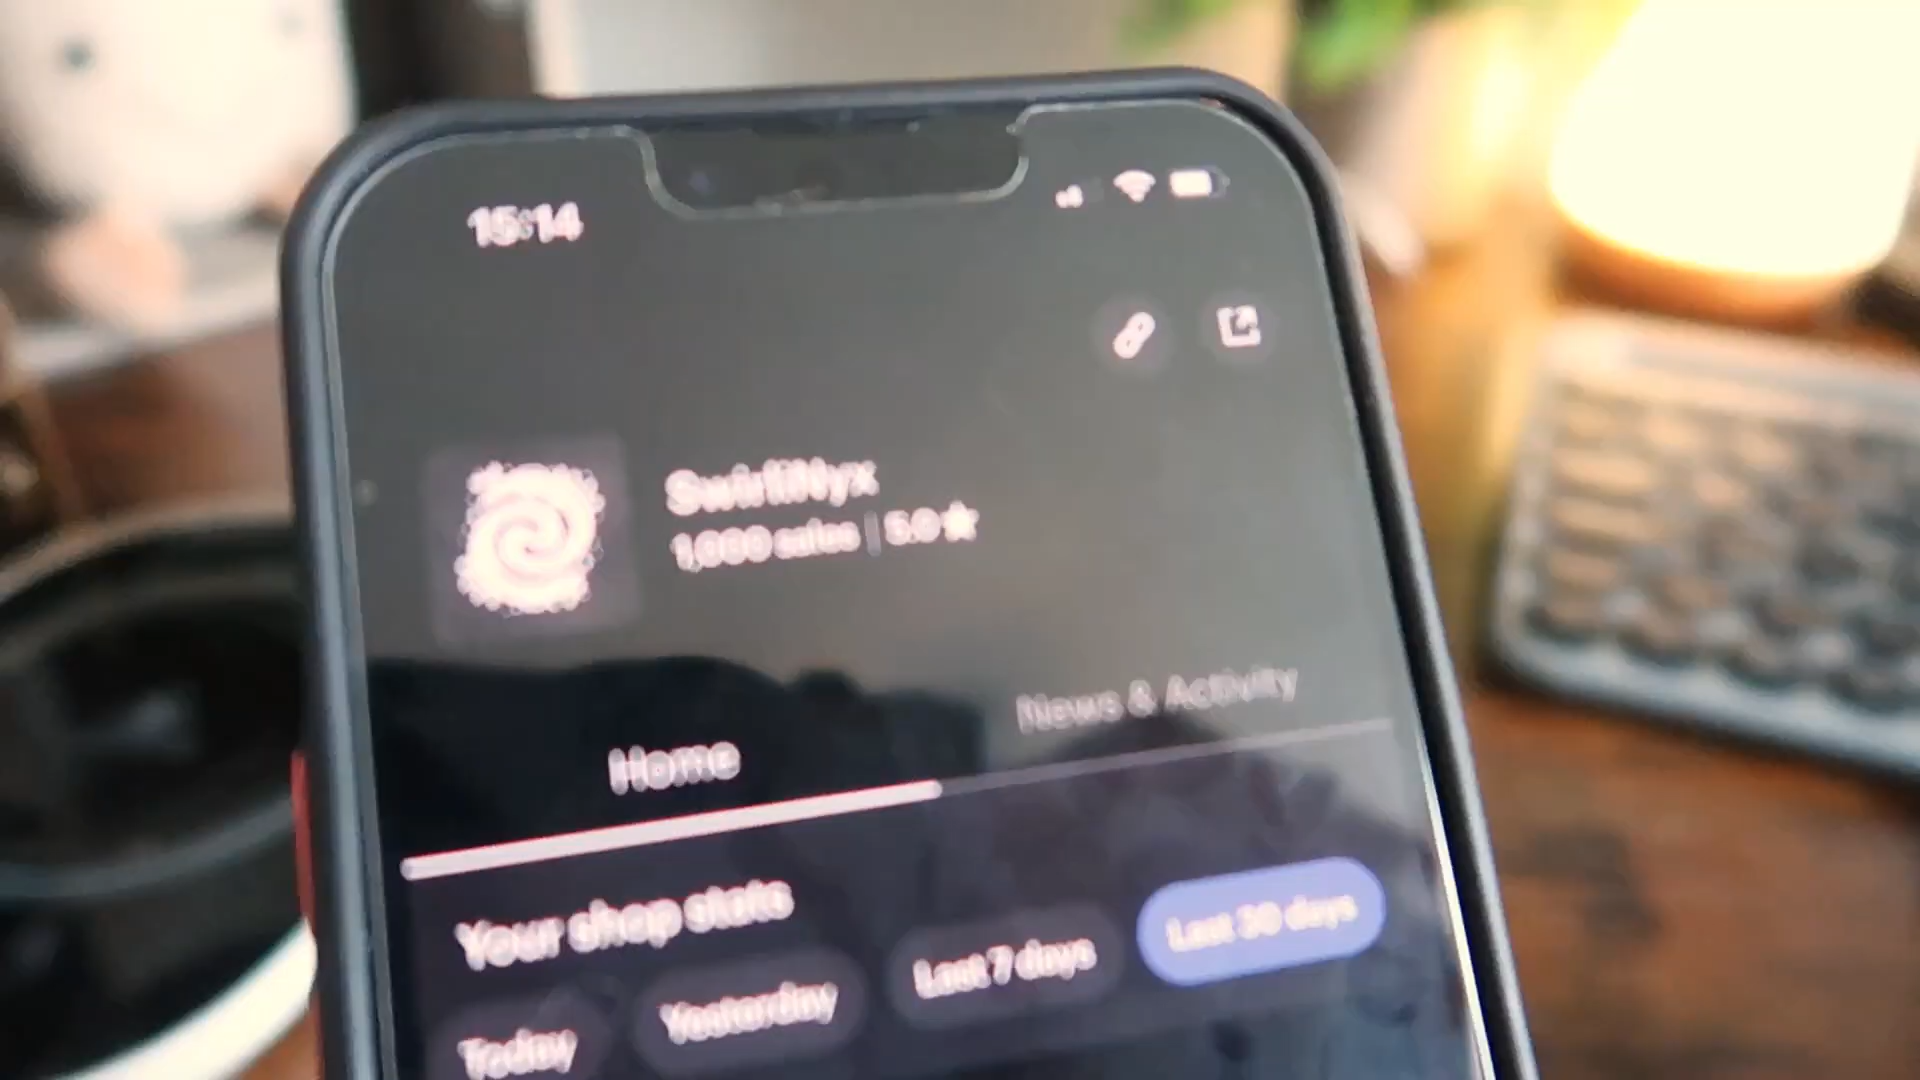 15:14
SwirliNyx
1,000 sales | 5.0★
Home
News & Activity
Your shop stats
Today
Yesterday
Last 7 days
Last 30 days